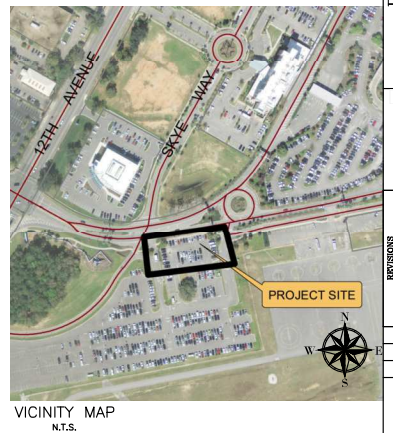 12TH AVENUE
SKYE WAY
PROJECT SITE
N
W E
S
VICINITY MAP
N.T.S.
REVISIONS